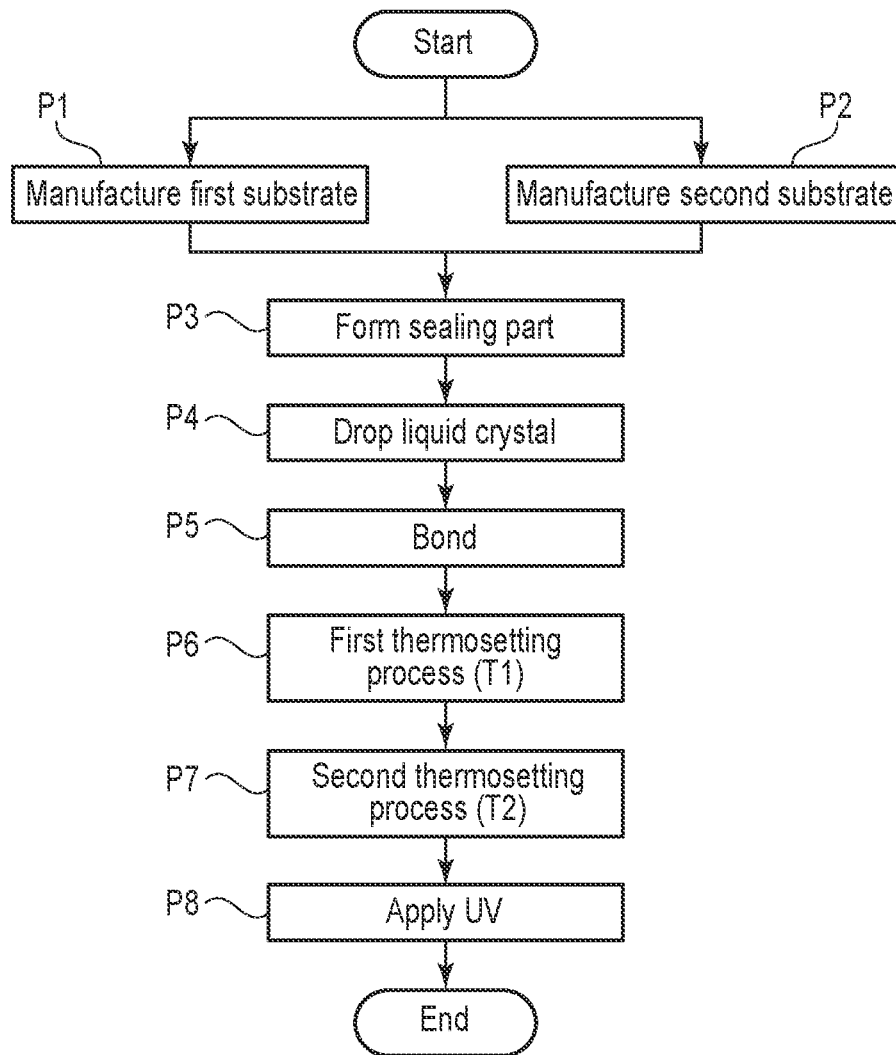 Start
P1
P2
Manufacture first substrate
Manufacture second substrate
P3
Form sealing part
P4
Drop liquid crystal
P5
Bond
P6
First thermosetting
process (T1)
P7
Second thermosetting
process (T2)
P8
Apply UV
End